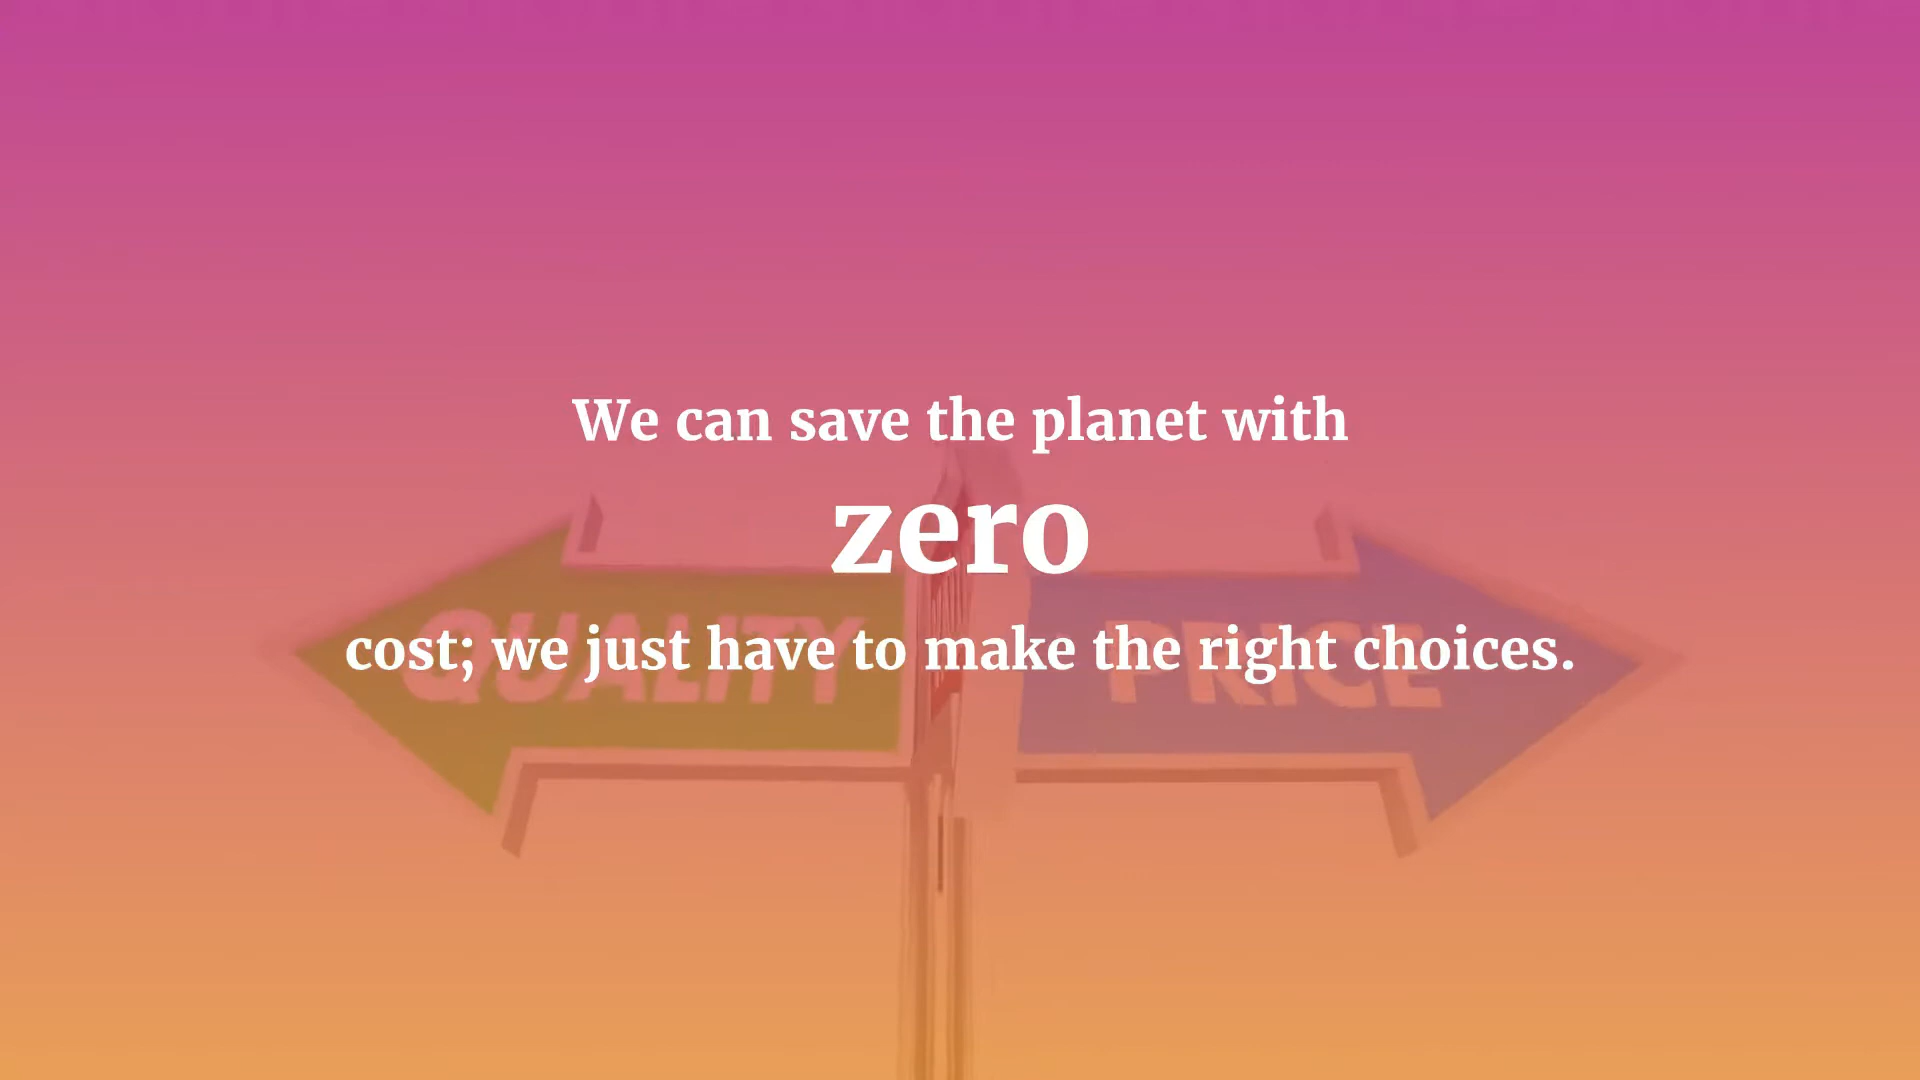 We can save the planet with
zero
cost; we just have to make the right choices.
QUALITY
PRICE